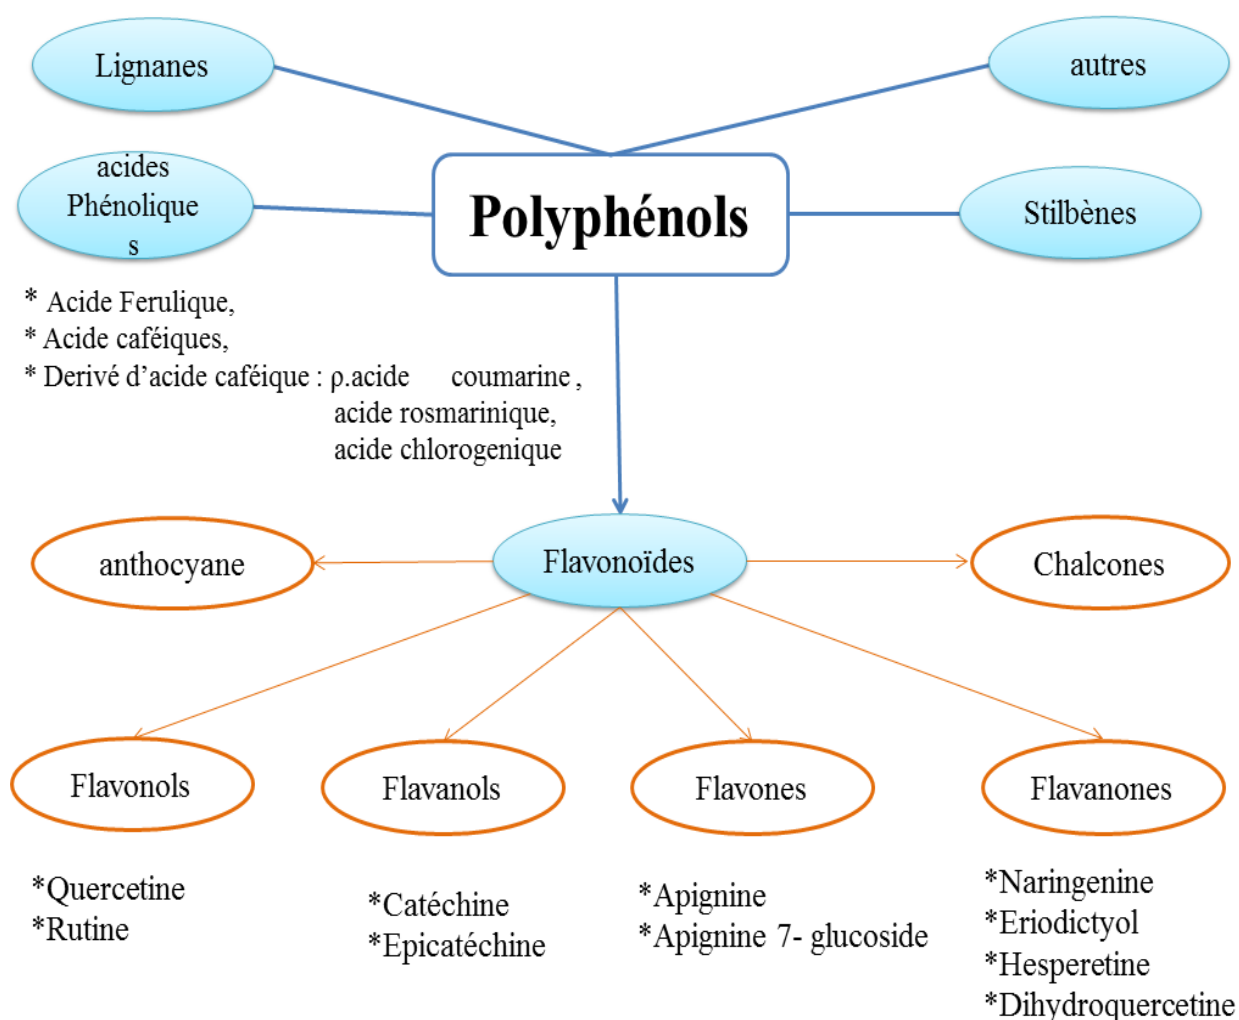 Lignanes
autres
acides
Phénolique
s
Polyphénols
Stilbènes
* Acide Ferulique,
* Acide caféiques,
* Derivé d’acide caféique : ρ.acide coumarine ,
acide rosmarinique,
acide chlorogenique
anthocyane
Flavonoïdes
Chalcones
Flavonols
Flavanols
Flavones
Flavanones
*Quercetine
*Rutine
*Catéchine
*Epicatéchine
*Apignine
*Apignine 7- glucoside
*Naringenine
*Eriodictyol
*Hesperetine
*Dihydroquercetine